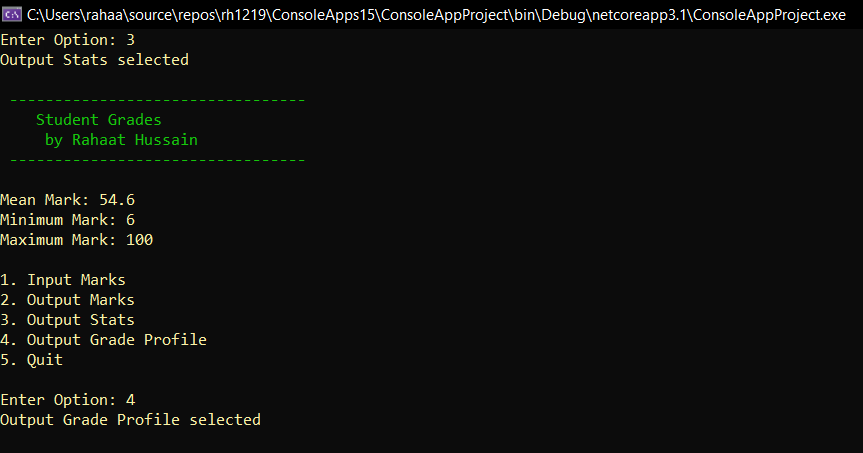 C:\Users\rahaa\source\repos\rh1219\ConsoleApps15\ConsoleAppProject\bin\Debug\netcoreapp3.1\ConsoleAppProject.exe
Enter Option: 3
Output Stats selected
---------------------------------
Student Grades
by Rahaat Hussain
---------------------------------
Mean Mark: 54.6
Minimum Mark: 6
Maximum Mark: 100
1. Input Marks
2. Output Marks
3. Output Stats
4. Output Grade Profile
5. Quit
Enter Option: 4
Output Grade Profile selected